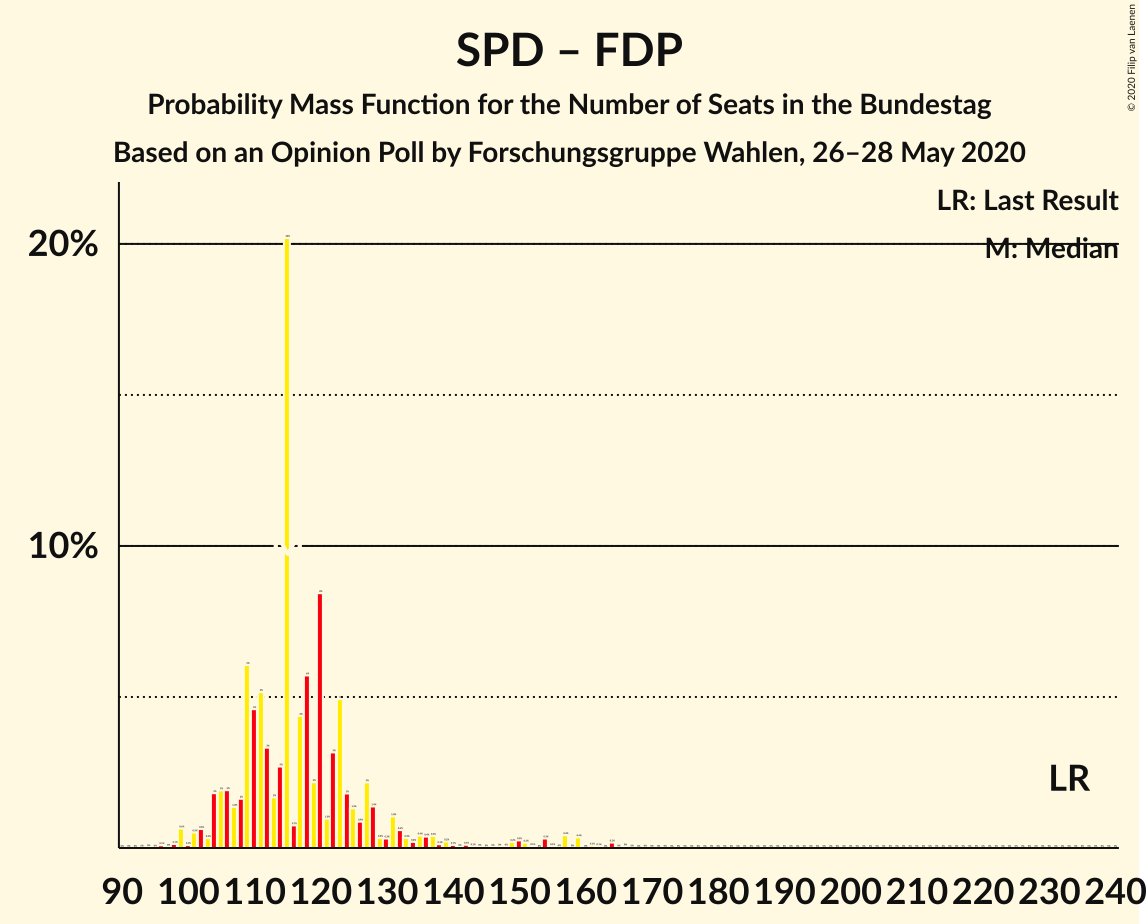 SPD – FDP
Probability Mass Function for the Number of Seats in the Bundestag
Based on an Opinion Poll by Forschungsgruppe Wahlen, 26–28 May 2020
© 2020 Filip van Laenen
LR: Last Result
M: Median
20%
10%
LR
90 100 110 120 130 140 150 160 170 180 190 200 210 220 230 240